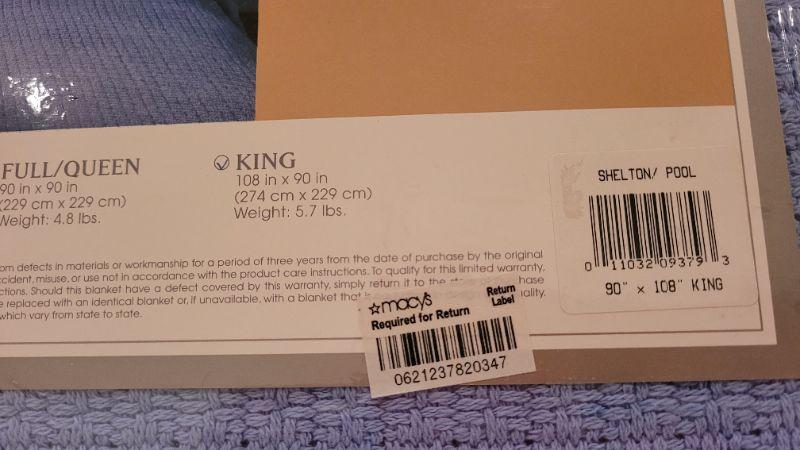 FULL/QUEEN
90 in x 90 in
(229 cm x 229 cm)
Weight: 4.8 lbs.
KING
108 in x 90 in
(274 cm x 229 cm)
Weight: 5.7 lbs.
om defects in materials or workmanship for a period of three years from the date of purchase by the original
ccident, misuse, or use not in accordance with the product care instructions. To qualify for this limited warranty,
ctions. Should this blanket have a defect covered by this warranty, simply return it to the hase
e replaced with an identical blanket or, if unavailable, with a blanket that uality.
which vary from state to state.
SHELTON/ POOL
0 11032 09379 3
90" x 108" KING
macy's
Return
Label
Required for Return
0621237820347